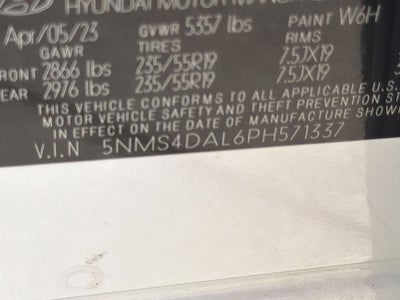 HYUNDAI MOTOR
Apr/05/23 GVWR 5357 lbs PAINT W6H
GAWR TIRES RIMS
FRONT 2866 lbs 235/55R19 7.5JX19
EAR 2976 lbs 235/55R19 7.5JX19
THIS VEHICLE CONFORMS TO ALL APPLICABLE U.S.
MOTOR VEHICLE SAFETY AND THEFT PREVENTION ST
IN EFFECT ON THE DATE OF MANUFACTURE SHOW
V.I.N 5NMS4DAL6PH571337